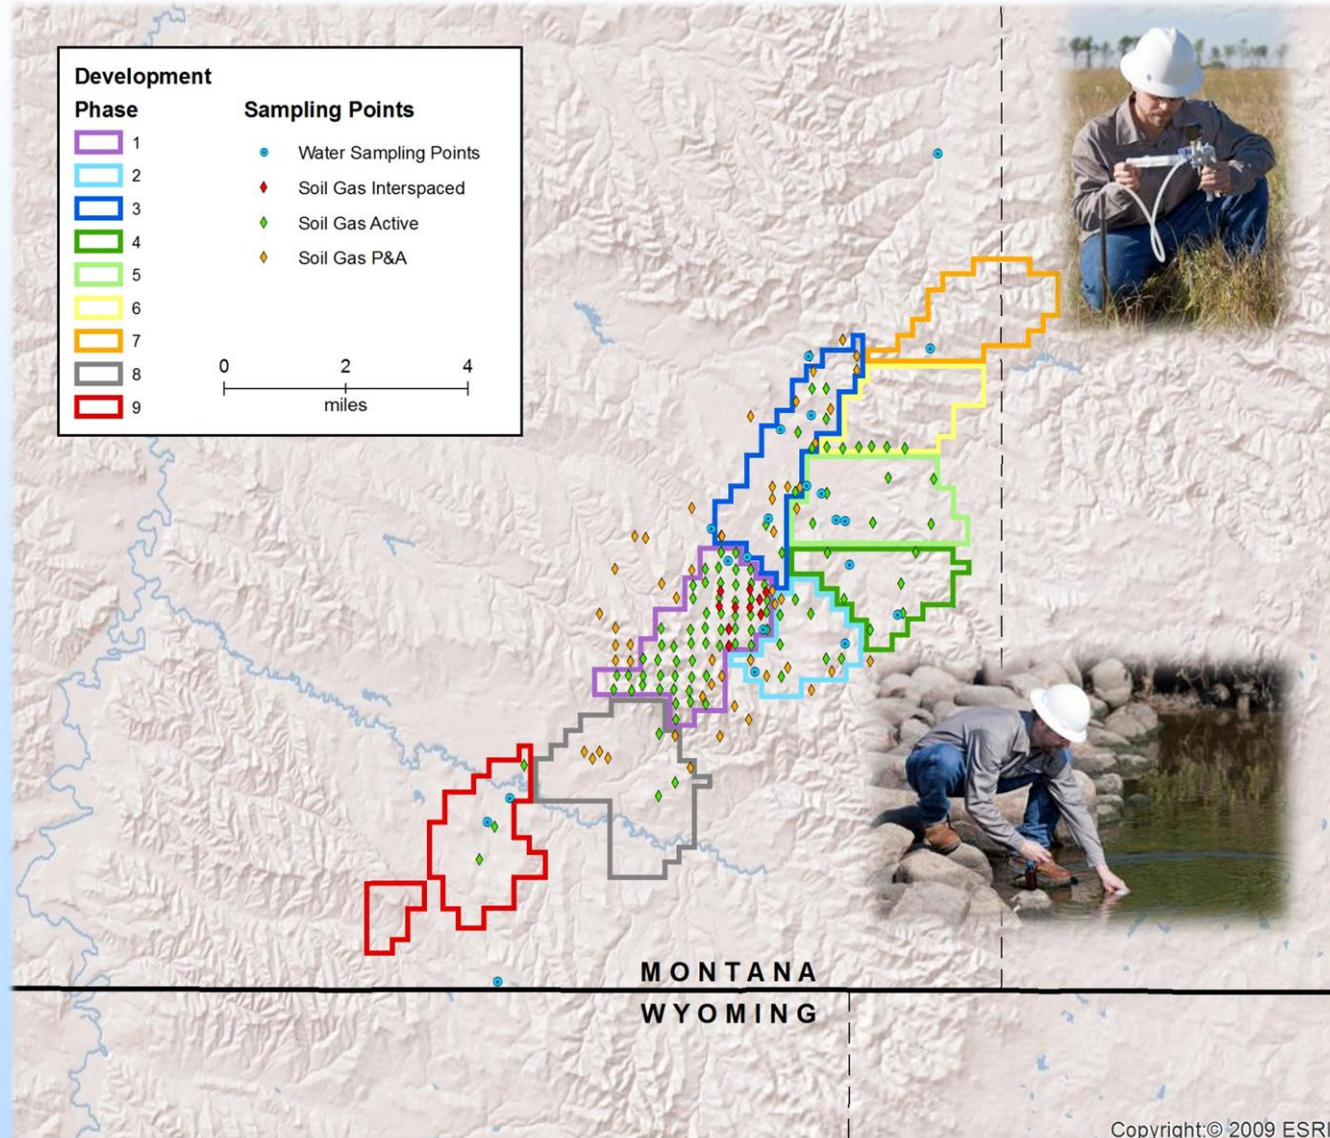 Development
Phase
1
2
3
4
5
6
7
8
9
Sampling Points
Water Sampling Points
Soil Gas Interspaced
Soil Gas Active
Soil Gas P&A
0 2 4
miles
MONTANA
WYOMING
Copyright:© 2009 ESRI